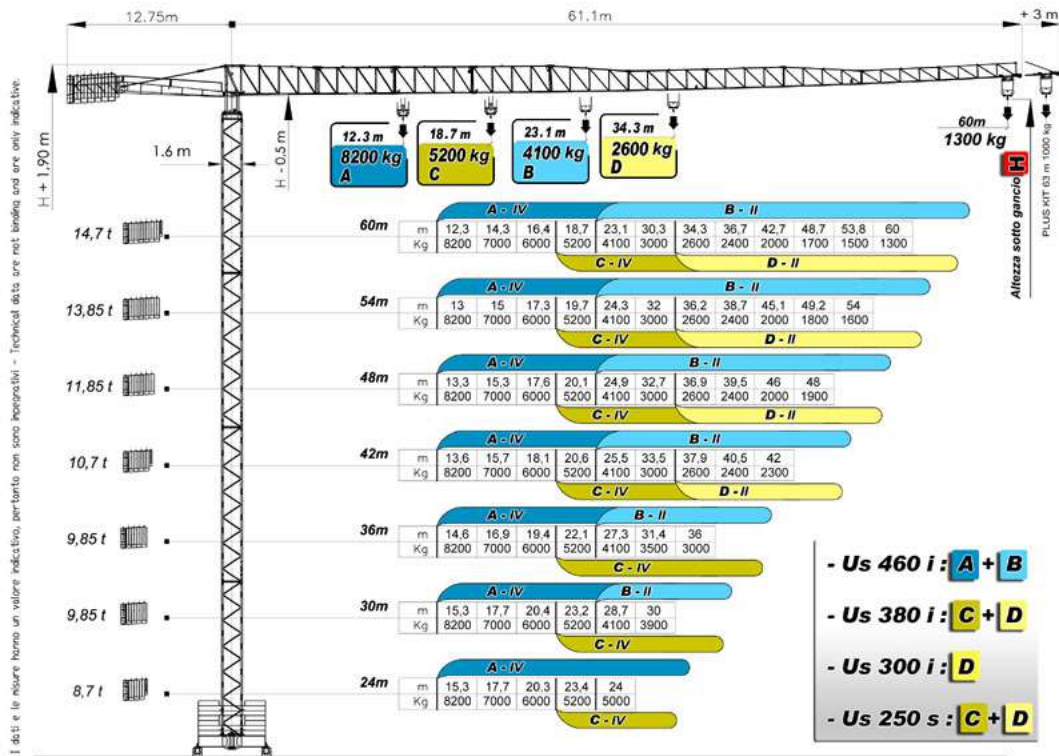 12.75m
61.1m
+ 3 m
H + 1.90 m
1.6 m
H - 0.5 m
12.3 m
8200 kg
A
18.7 m
5200 kg
C
23.1 m
4100 kg
B
34.3 m
2600 kg
D
60m
1300 kg
H
Altezza sotto gancio
PLUS KIT 63 m 1000 kg
I dati e le misure hanno un valore indicativo, pertanto non sono impegnativi - Technical data are not binding and are only indicative.
14,7 t
60m
A - IV B - II
m 12,3 14,3 16,4 18,7 23,1 30,3 34,3 36,7 42,7 48,7 53,8 60
Kg 8200 7000 6000 5200 4100 3000 2600 2400 2000 1700 1500 1300
C - IV D - II
13,85 t
54m
A - IV B - II
m 13 15 17,3 19,7 24,3 32 36,2 38,7 45,1 49,2 54
Kg 8200 7000 6000 5200 4100 3000 2600 2400 2000 1800 1600
C - IV D - II
11,85 t
48m
A - IV B - II
m 13,3 15,3 17,6 20,1 24,9 32,7 36,9 39,5 46 48
Kg 8200 7000 6000 5200 4100 3000 2600 2400 2000 1900
C - IV D - II
10,7 t
42m
A - IV B - II
m 13,6 15,7 18,1 20,6 25,5 33,5 37,9 40,5 42
Kg 8200 7000 6000 5200 4100 3000 2600 2400 2300
C - IV D - II
9,85 t
36m
A - IV B - II
m 14,6 16,9 19,4 22,1 27,3 31,4 36
Kg 8200 7000 6000 5200 4100 3500 3000
C - IV
9,85 t
30m
A - IV B - II
m 15,3 17,7 20,4 23,2 28,7 30
Kg 8200 7000 6000 5200 4100 3900
C - IV
8,7 t
24m
A - IV
m 15,3 17,7 20,3 23,4 24
Kg 8200 7000 6000 5200 5000
C - IV
- Us 460 i : A + B
- Us 380 i : C + D
- Us 300 i : D
- Us 250 s : C + D